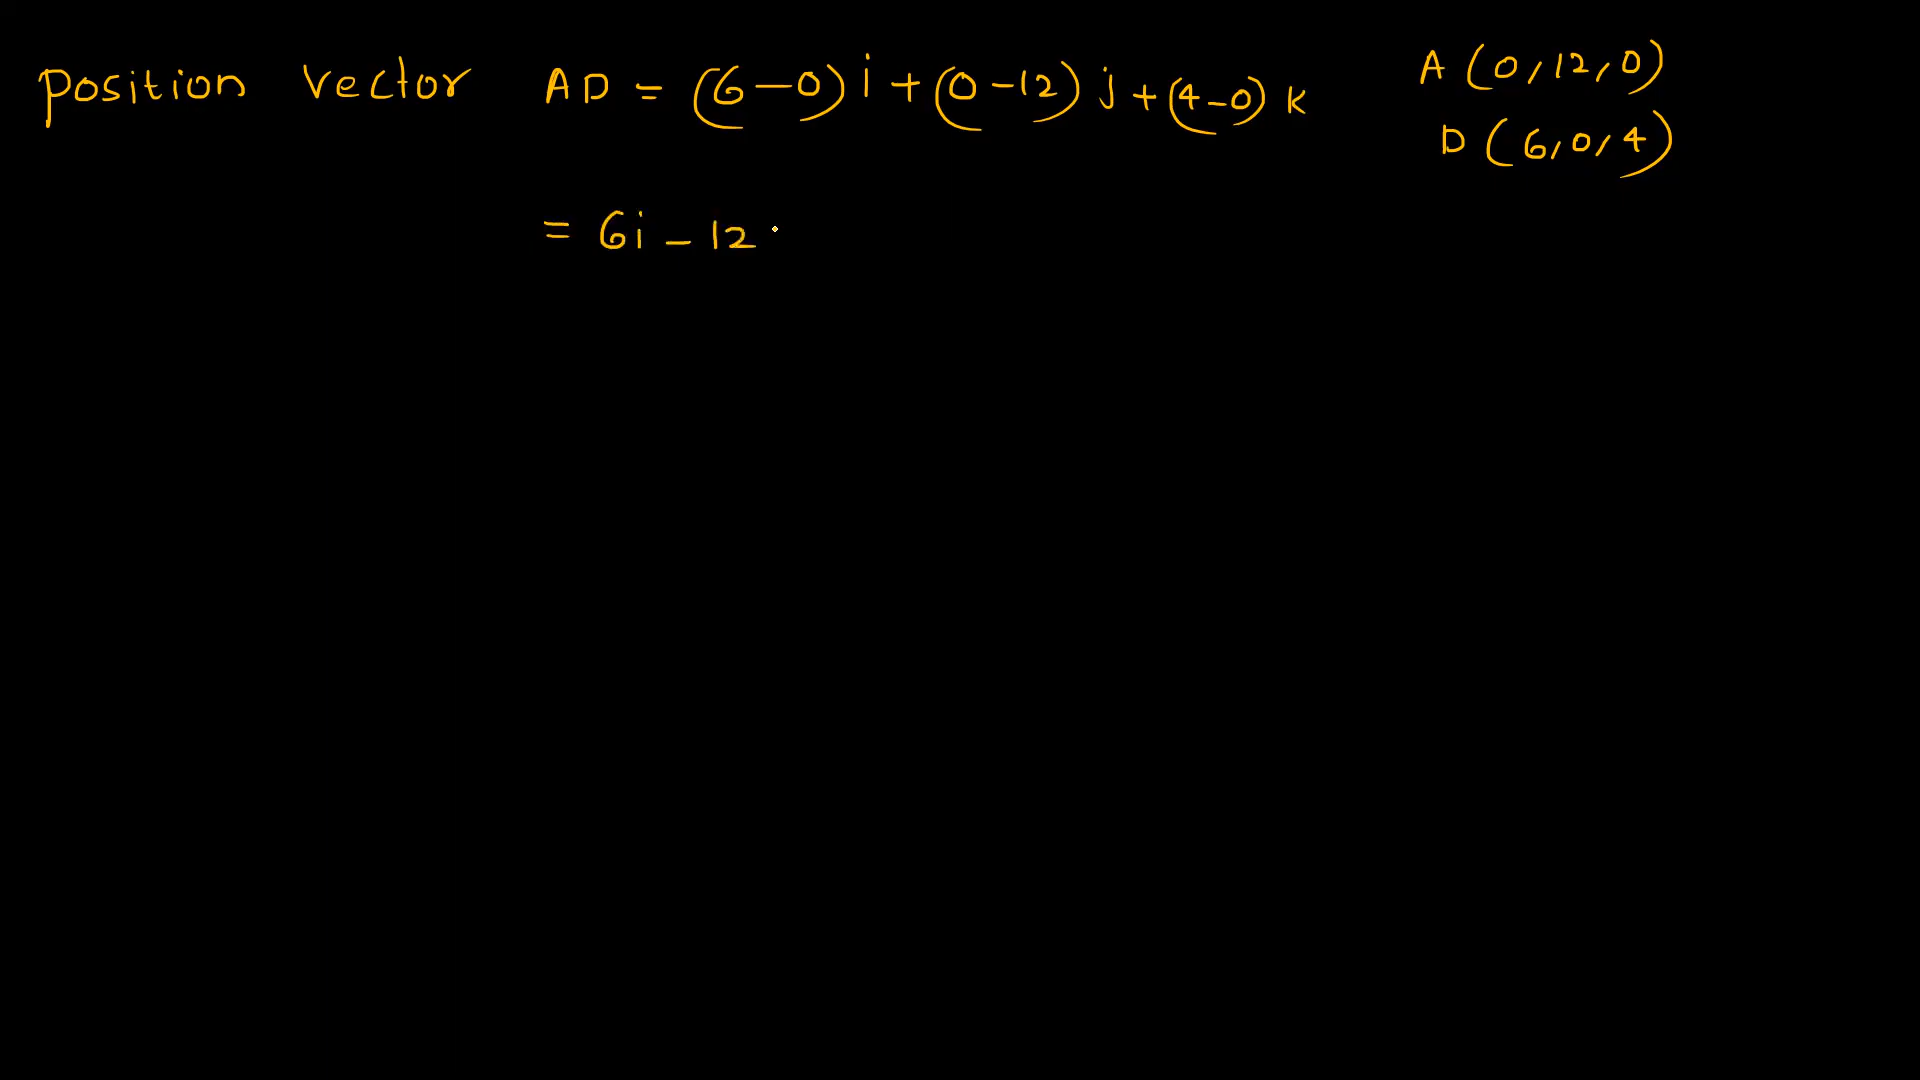 position vector AD = (6-0) i + (0-12) j + (4-0) k
A (0,12,0)
D (6,0,4)
= 6i - 12